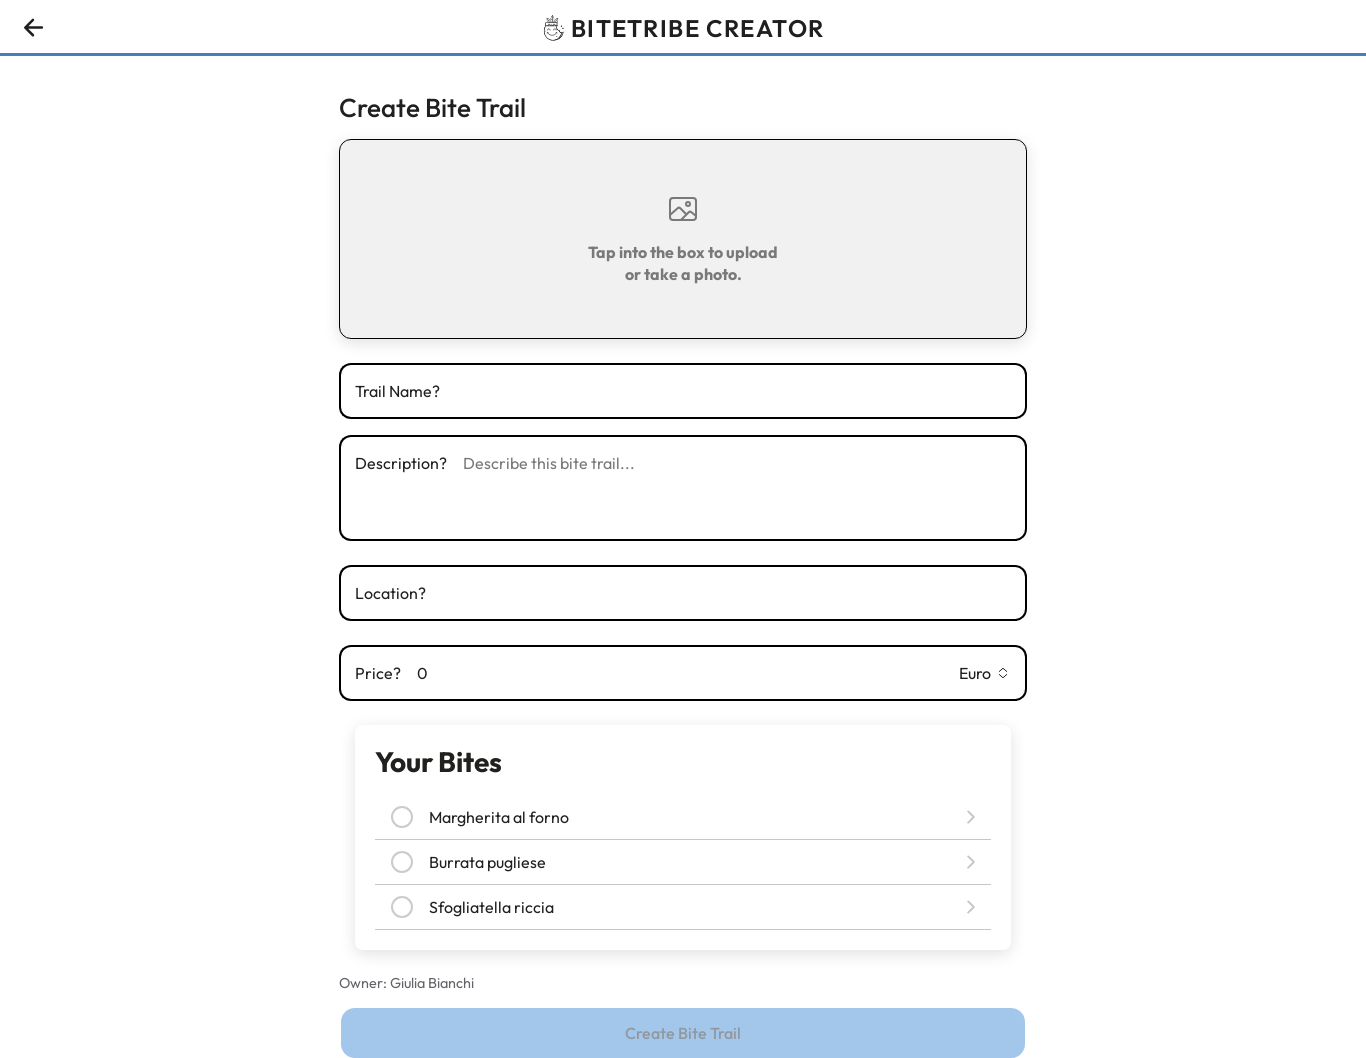 BITETRIBE CREATOR
Create Bite Trail
Tap into the box to upload
or take a photo.
Trail Name?
Description? Describe this bite trail...
Location?
Price? 0 Euro
Your Bites
Margherita al forno
Burrata pugliese
Sfogliatella riccia
Owner: Giulia Bianchi
Create Bite Trail